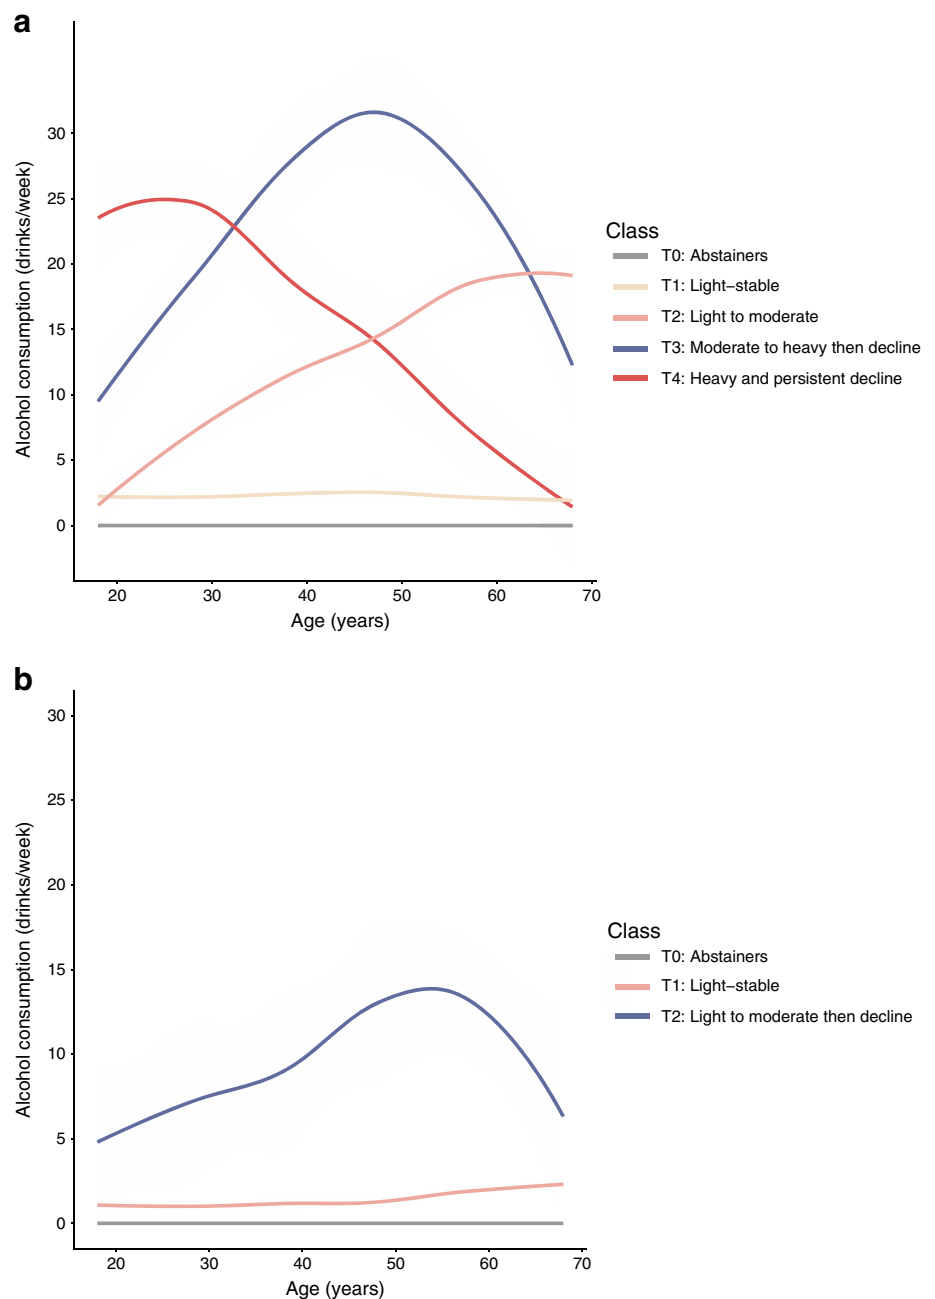 a
Alcohol consumption (drinks/week)
30
25
20
15
10
5
0
20 30 40 50 60 70
Age (years)
Class
T0: Abstainers
T1: Light−stable
T2: Light to moderate
T3: Moderate to heavy then decline
T4: Heavy and persistent decline
b
Alcohol consumption (drinks/week)
30
25
20
15
10
5
0
20 30 40 50 60 70
Age (years)
Class
T0: Abstainers
T1: Light−stable
T2: Light to moderate then decline